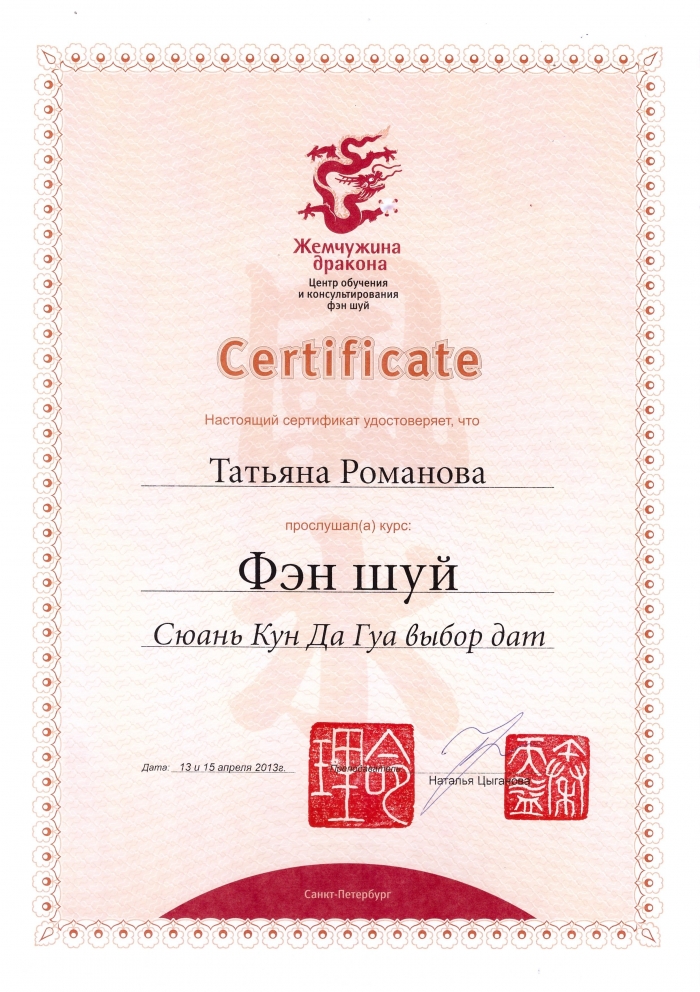 Жемчужина
дракона
Центр обучения
и консультирования
фэн шуй
Certificate
Настоящий сертификат удостоверяет, что
Татьяна Романова
прослушал(а) курс:
Фэн шуй
Сюань Кун Да Гуа выбор дат
Дата: 13 и 15 апреля 2013г.
Преподаватель
Наталья Цыганова
Санкт-Петербург